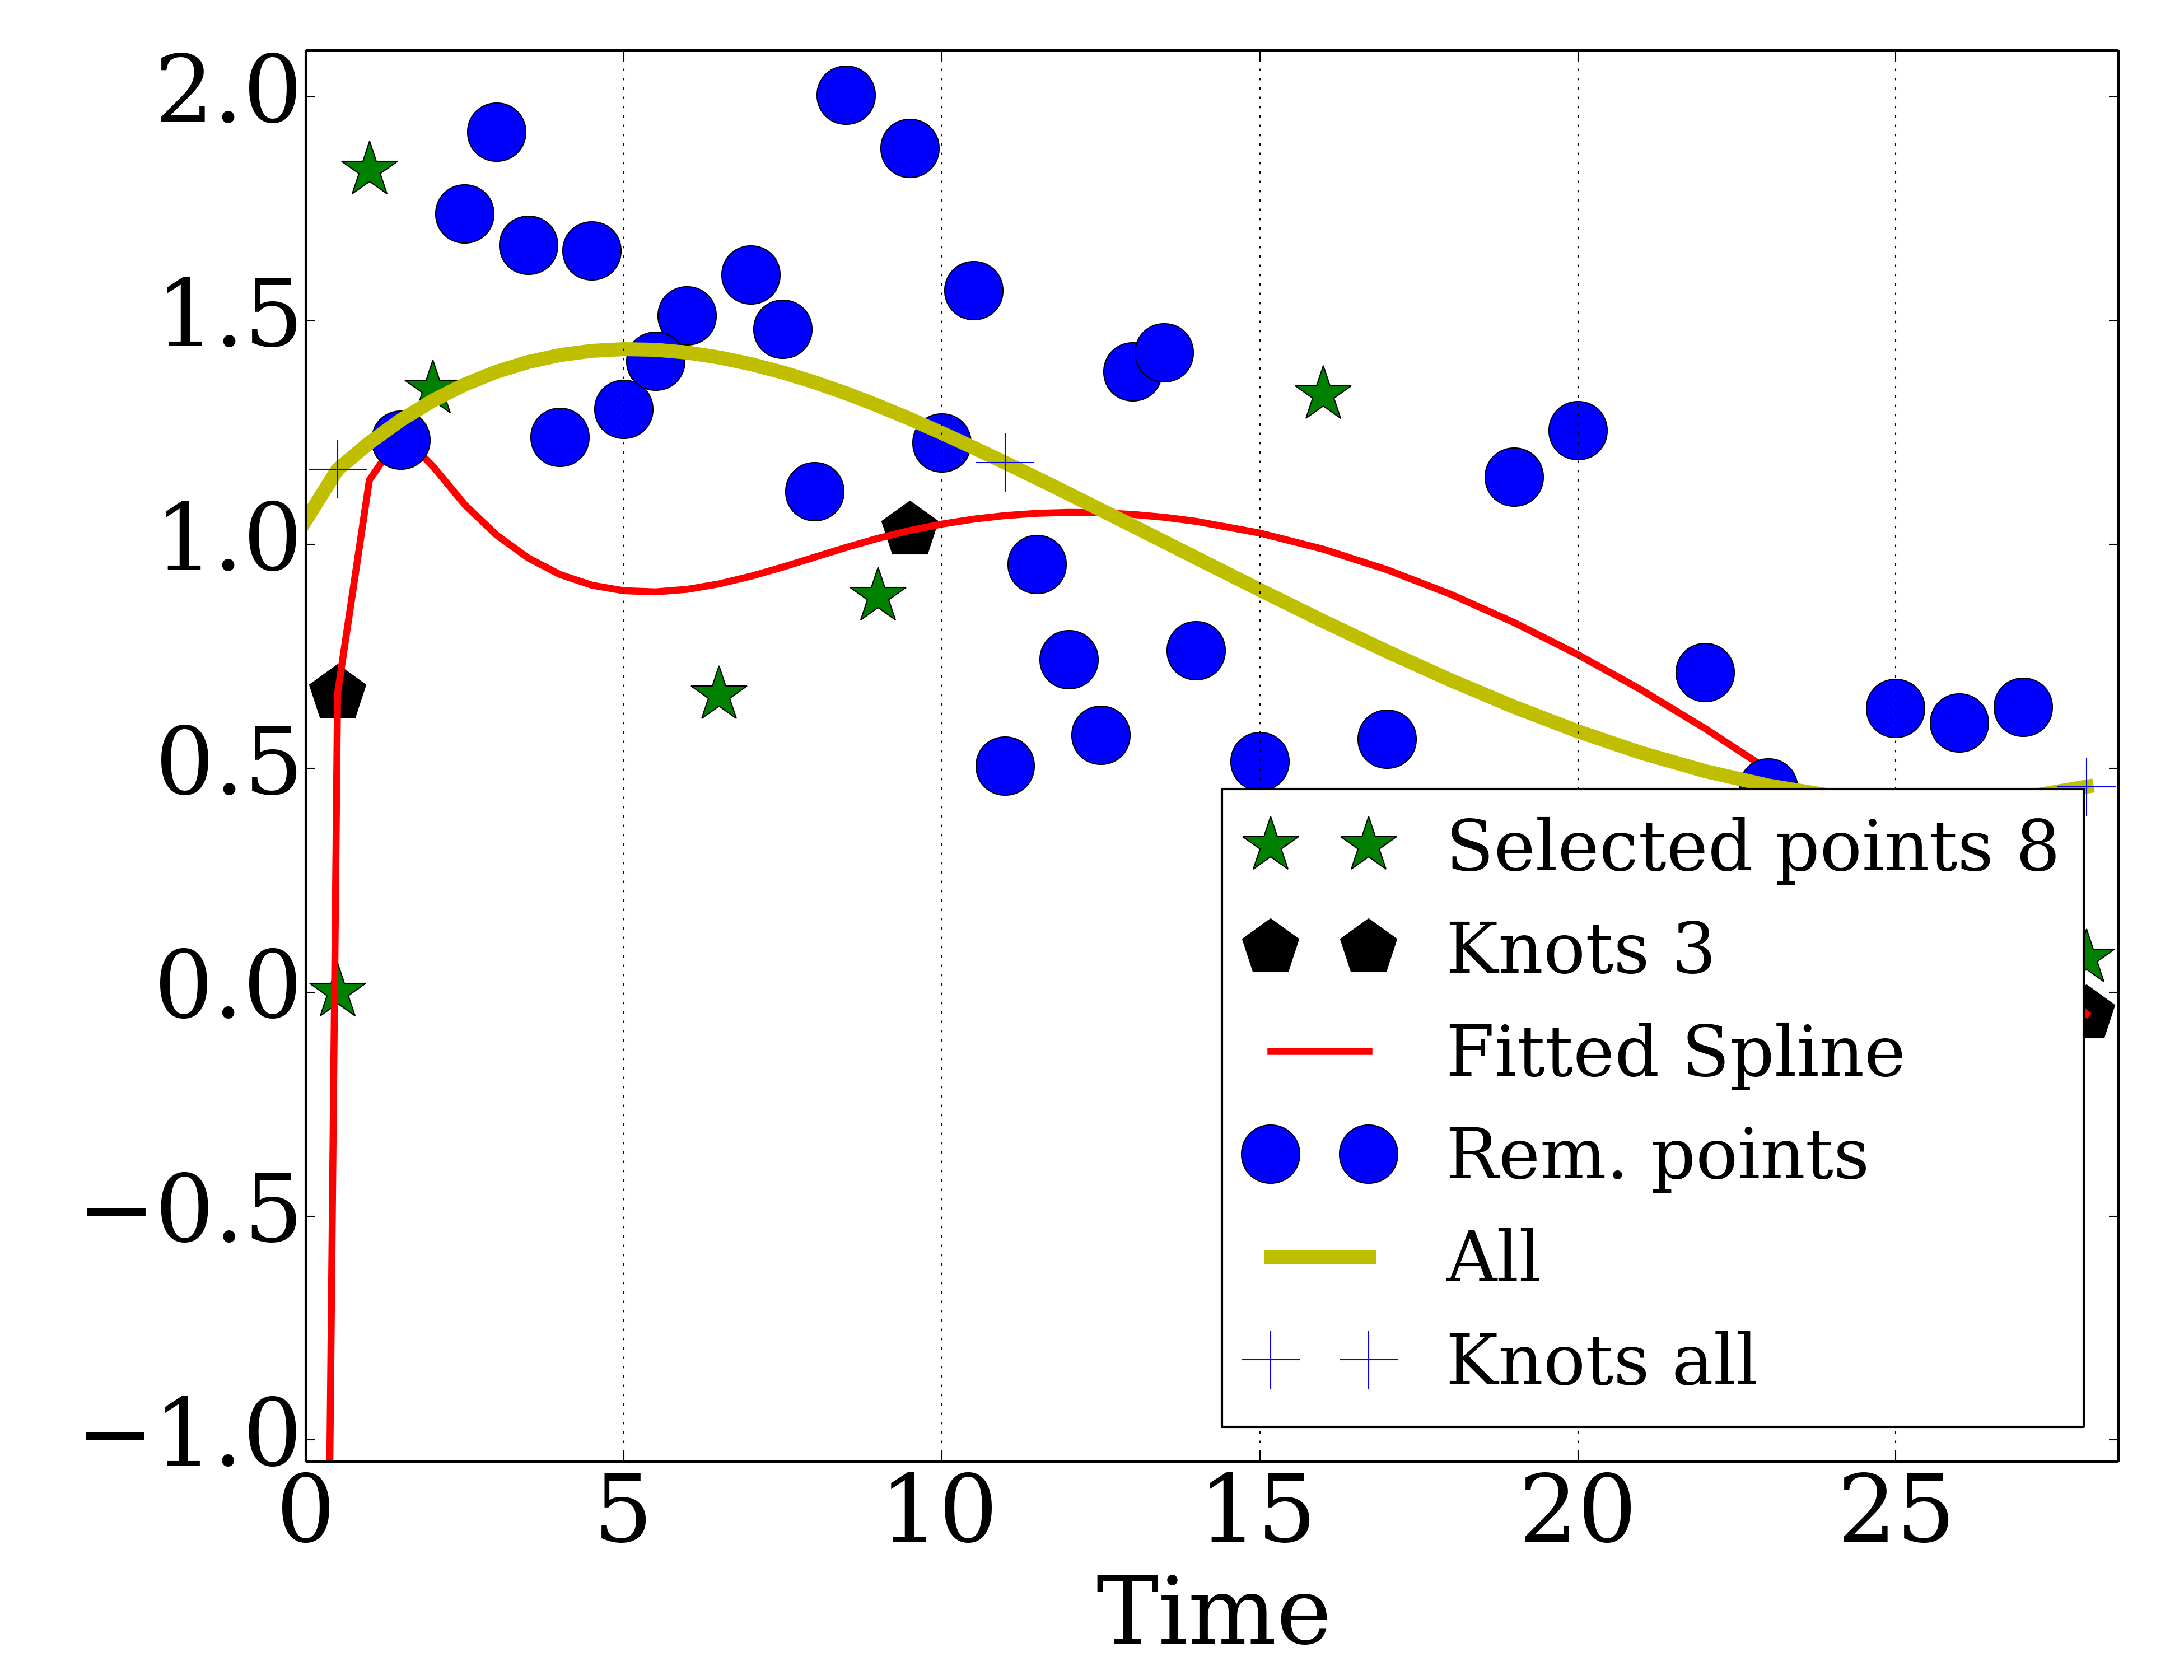 2.0
1.5
1.0
0.5
0.0
−0.5
−1.0
Selected points 8
Knots 3
Fitted Spline
Rem. points
All
Knots all
0 5 10 15 20 25
Time